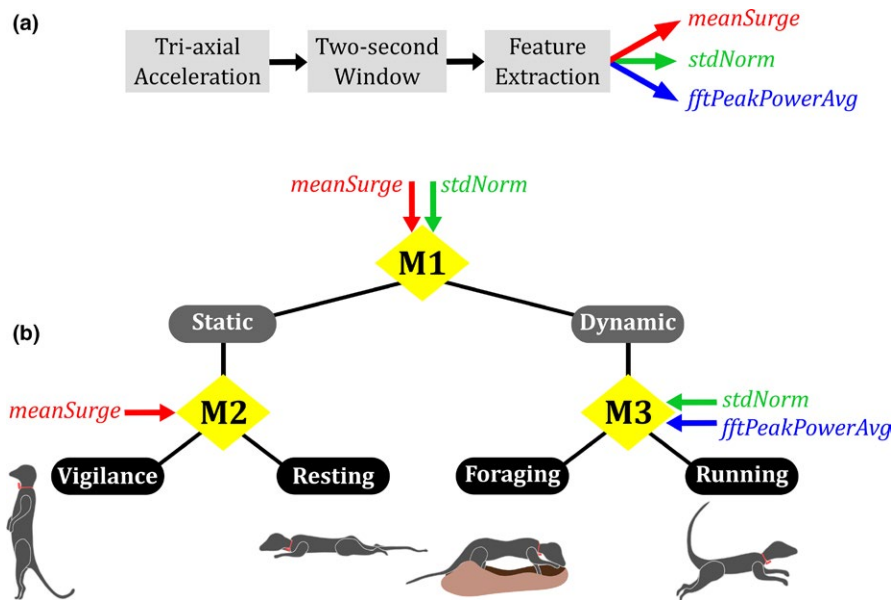 (a)
Tri-axial
Acceleration
Two-second
Window
Feature
Extraction
meanSurge
stdNorm
fftPeakPowerAvg
meanSurge
stdNorm
M1
(b)
Static
Dynamic
meanSurge
M2
M3
stdNorm
fftPeakPowerAvg
Vigilance
Resting
Foraging
Running